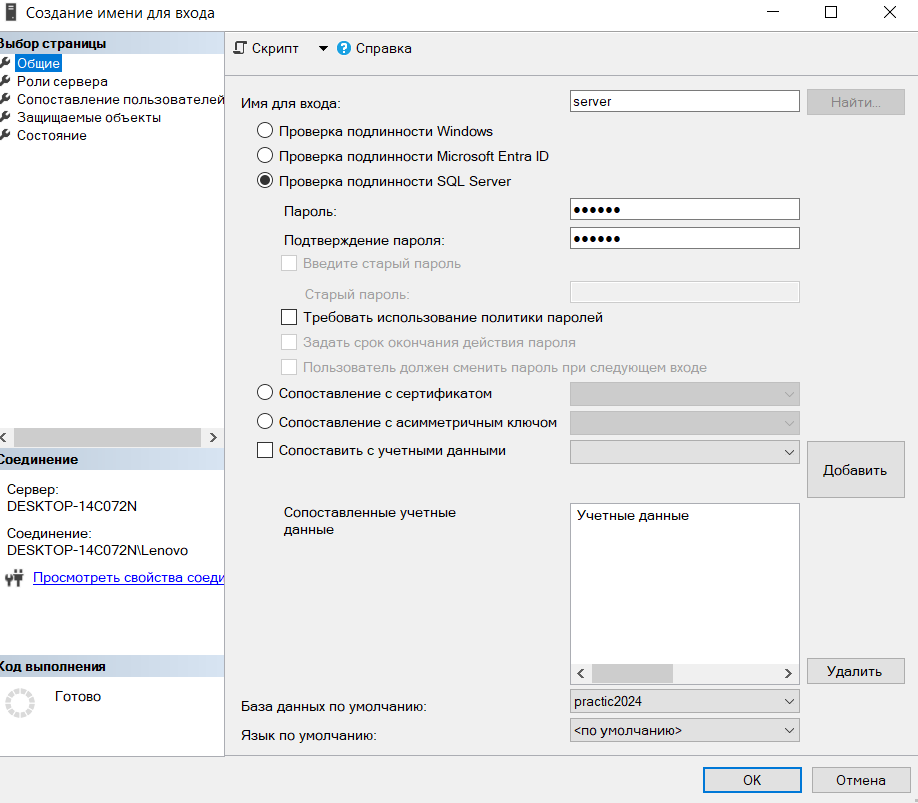 Создание имени для входа
Выбор страницы
Общие
Роли сервера
Сопоставление пользователей
Защищаемые объекты
Состояние
Соединение
Сервер:
DESKTOP-14C072N
Соединение:
DESKTOP-14C072N\Lenovo
Просмотреть свойства соеди
Код выполнения
Готово
Скрипт
Справка
Имя для входа:
server
Найти...
Проверка подлинности Windows
Проверка подлинности Microsoft Entra ID
Проверка подлинности SQL Server
Пароль:
●●●●●●
Подтверждение пароля:
●●●●●●
Введите старый пароль
Старый пароль:
Требовать использование политики паролей
Задать срок окончания действия пароля
Пользователь должен сменить пароль при следующем входе
Сопоставление с сертификатом
Сопоставление с асимметричным ключом
Сопоставить с учетными данными
Добавить
Сопоставленные учетные
данные
Учетные данные
Удалить
База данных по умолчанию:
practic2024
Язык по умолчанию:
<по умолчанию>
OK
Отмена